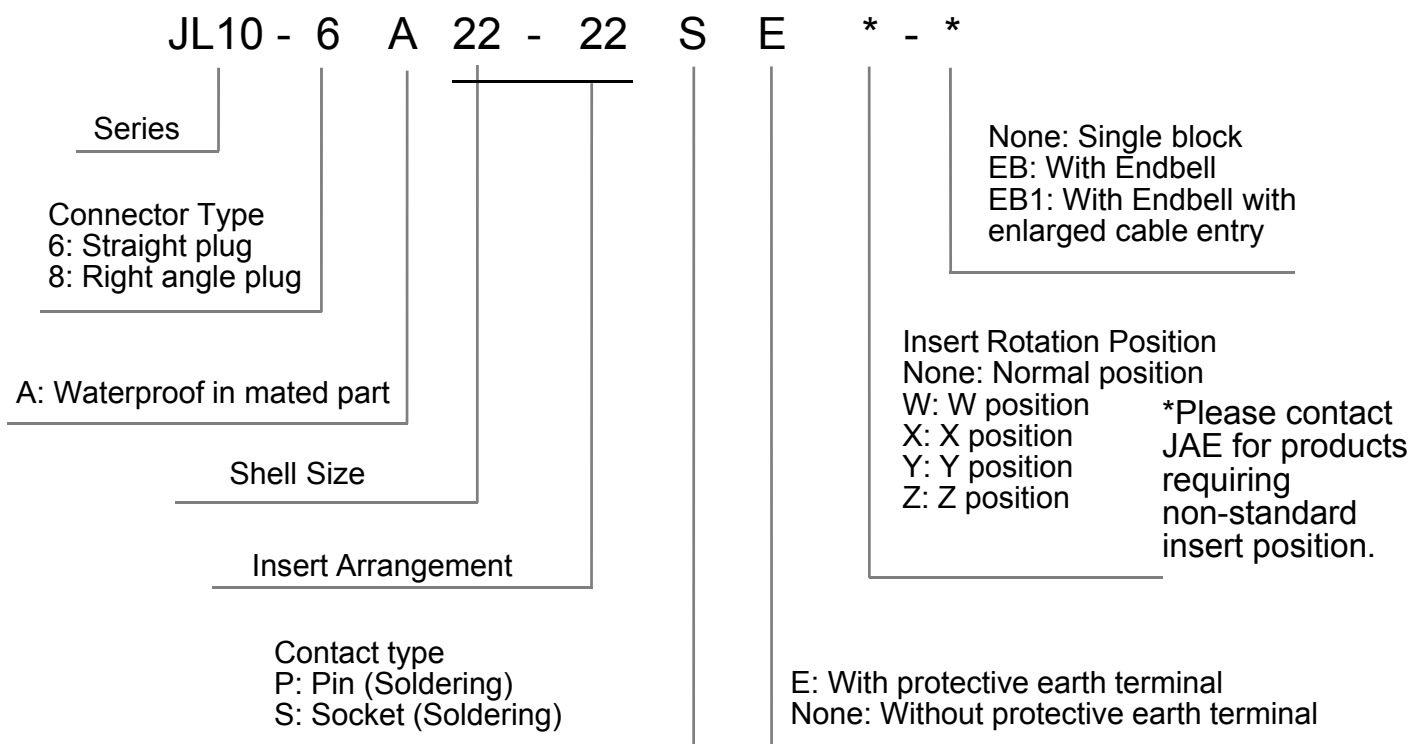 JL10 - 6 A 22 - 22 S E * - *
Series
Connector Type
6: Straight plug
8: Right angle plug
A: Waterproof in mated part
Shell Size
Insert Arrangement
Contact type
P: Pin (Soldering)
S: Socket (Soldering)
None: Single block
EB: With Endbell
EB1: With Endbell with
enlarged cable entry
Insert Rotation Position
None: Normal position
W: W position
X: X position
Y: Y position
Z: Z position
*Please contact
JAE for products
requiring
non-standard
insert position.
E: With protective earth terminal
None: Without protective earth terminal